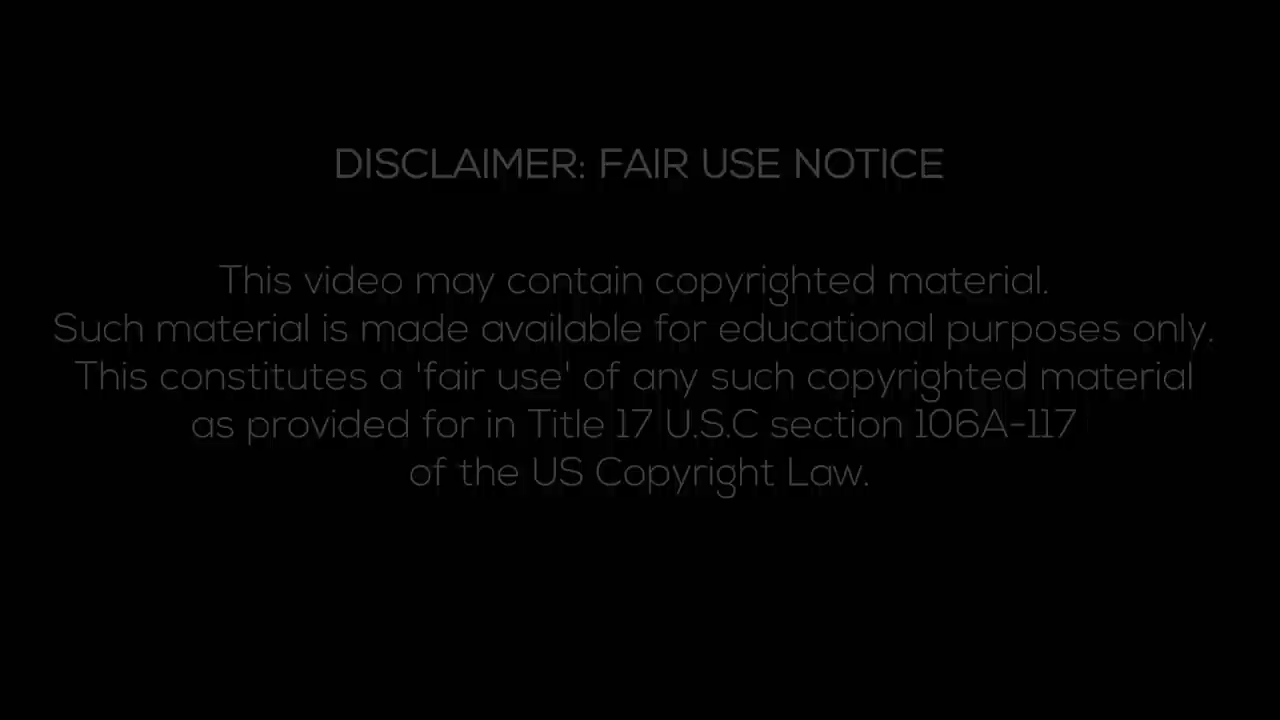 DISCLAIMER: FAIR USE NOTICE
This video may contain copyrighted material.
Such material is made available for educational purposes only.
This constitutes a 'fair use' of any such copyrighted material
as provided for in Title 17 U.S.C section 106A-117
of the US Copyright Law.